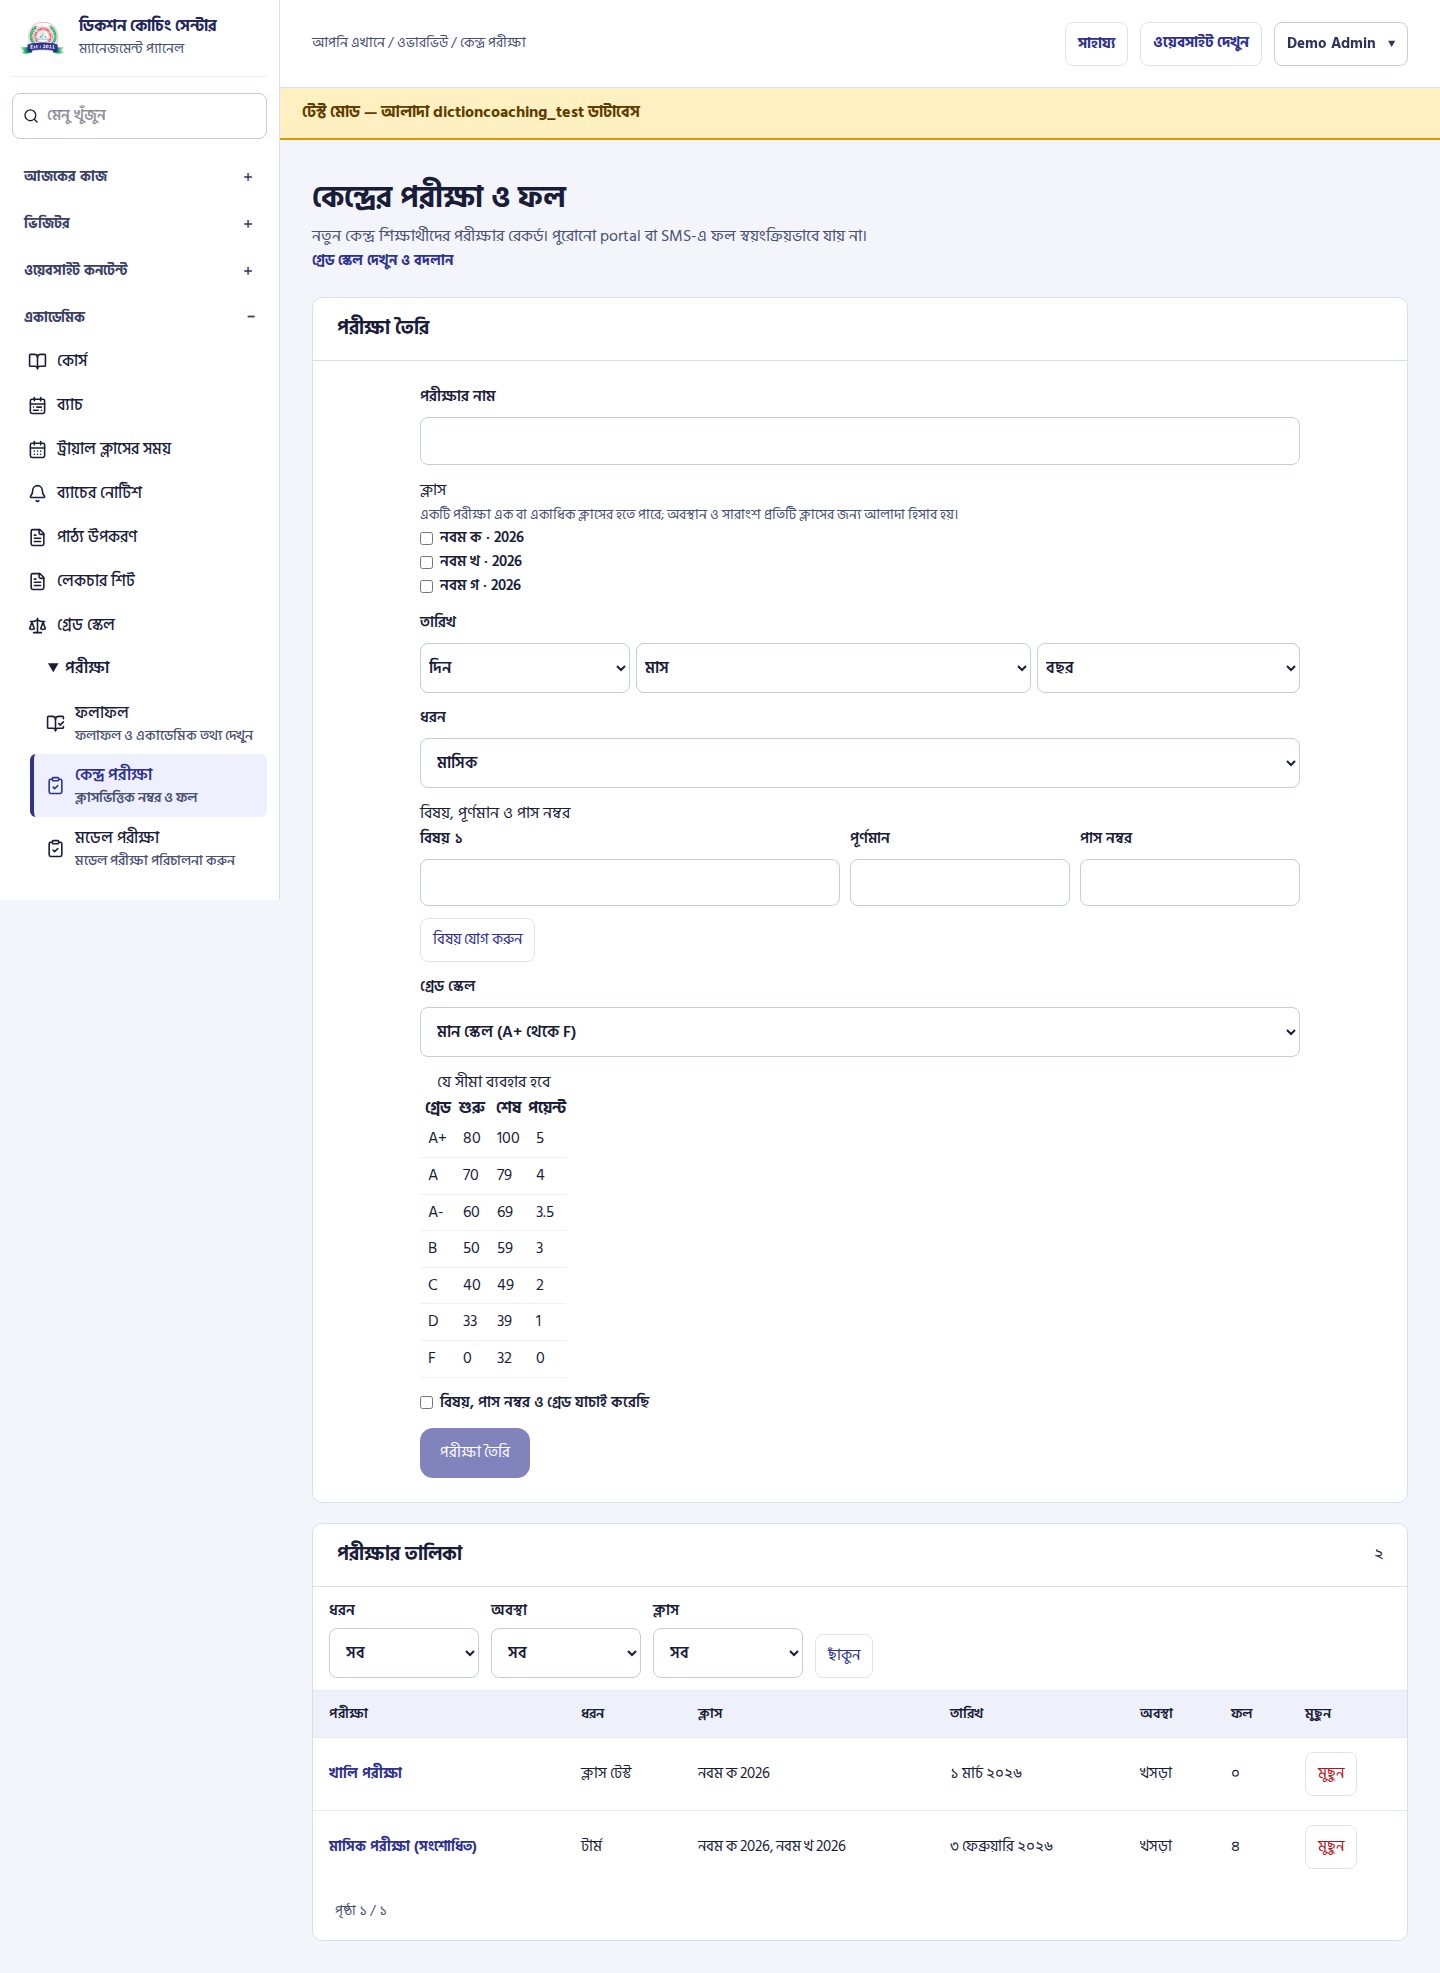 ডিকশন কোচিং সেন্টার
ম্যানেজমেন্ট প্যানেল
Est : 2011
মেনু খুঁজুন
আজকের কাজ +
ভিজিটর +
ওয়েবসাইট কনটেন্ট +
একাডেমিক −
কোর্স
ব্যাচ
ট্রায়াল ক্লাসের সময়
ব্যাচের নোটিশ
পাঠ্য উপকরণ
লেকচার শিট
গ্রেড স্কেল
▼ পরীক্ষা
ফলাফল
ফলাফল ও একাডেমিক তথ্য দেখুন
কেন্দ্র পরীক্ষা
ক্লাসভিত্তিক নম্বর ও ফল
মডেল পরীক্ষা
মডেল পরীক্ষা পরিচালনা করুন
আপনি এখানে / ওভারভিউ / কেন্দ্র পরীক্ষা
সাহায্য
ওয়েবসাইট দেখুন
Demo Admin ▼
টেস্ট মোড — আলাদা dictioncoaching_test ডাটাবেস
কেন্দ্রের পরীক্ষা ও ফল
নতুন কেন্দ্র শিক্ষার্থীদের পরীক্ষার রেকর্ড। পুরোনো portal বা SMS-এ ফল স্বয়ংক্রিয়ভাবে যায় না।
গ্রেড স্কেল দেখুন ও বদলান
পরীক্ষা তৈরি
পরীক্ষার নাম
ক্লাস
একটি পরীক্ষা এক বা একাধিক ক্লাসের হতে পারে; অবস্থান ও সারাংশ প্রতিটি ক্লাসের জন্য আলাদা হিসাব হয়।
নবম ক · 2026
নবম খ · 2026
নবম গ · 2026
তারিখ
দিন মাস বছর
ধরন
মাসিক
বিষয়, পূর্ণমান ও পাস নম্বর
বিষয় ১ পূর্ণমান পাস নম্বর
বিষয় যোগ করুন
গ্রেড স্কেল
মান স্কেল (A+ থেকে F)
যে সীমা ব্যবহার হবে
গ্রেড শুরু শেষ পয়েন্ট
A+ 80 100 5
A 70 79 4
A- 60 69 3.5
B 50 59 3
C 40 49 2
D 33 39 1
F 0 32 0
বিষয়, পাস নম্বর ও গ্রেড যাচাই করেছি
পরীক্ষা তৈরি
পরীক্ষার তালিকা ২
ধরন অবস্থা ক্লাস
সব সব সব ছাঁকুন
পরীক্ষা ধরন ক্লাস তারিখ অবস্থা ফল মুছুন
খালি পরীক্ষা ক্লাস টেস্ট নবম ক 2026 ১ মার্চ ২০২৬ খসড়া ০ মুছুন
মাসিক পরীক্ষা (সংশোধিত) টার্ম নবম ক 2026, নবম খ 2026 ৩ ফেব্রুয়ারি ২০২৬ খসড়া ৪ মুছুন
পৃষ্ঠা ১ / ১